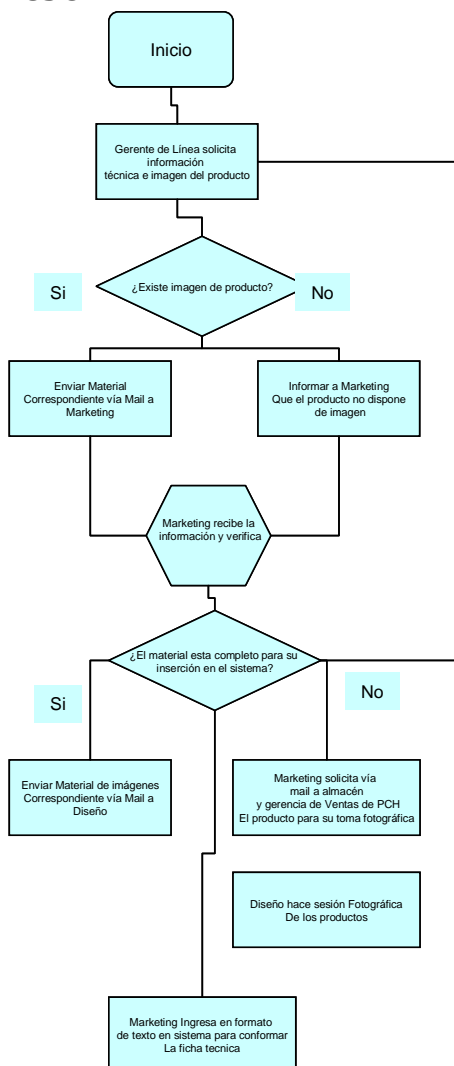 Inicio
Gerente de Línea solicita
información
técnica e imagen del producto
¿Existe imagen de producto?
Si
No
Enviar Material
Correspondiente vía Mail a
Marketing
Informar a Marketing
Que el producto no dispone
de imagen
Marketing recibe la
información y verifica
¿El material esta completo para su
inserción en el sistema?
Si
No
Enviar Material de imágenes
Correspondiente vía Mail a
Diseño
Marketing solicita vía
mail a almacén
y gerencia de Ventas de PCH
El producto para su toma fotográfica
Diseño hace sesión Fotográfica
De los productos
Marketing Ingresa en formato
de texto en sistema para conformar
La ficha tecnica